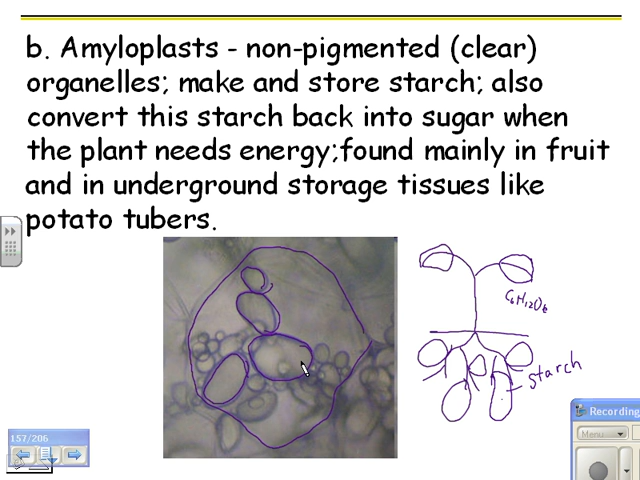 b. Amyloplasts - non-pigmented (clear)
organelles; make and store starch; also
convert this starch back into sugar when
the plant needs energy;found mainly in fruit
and in underground storage tissues like
potato tubers.
C6H12O6
starch
157/206
Recording
Menu